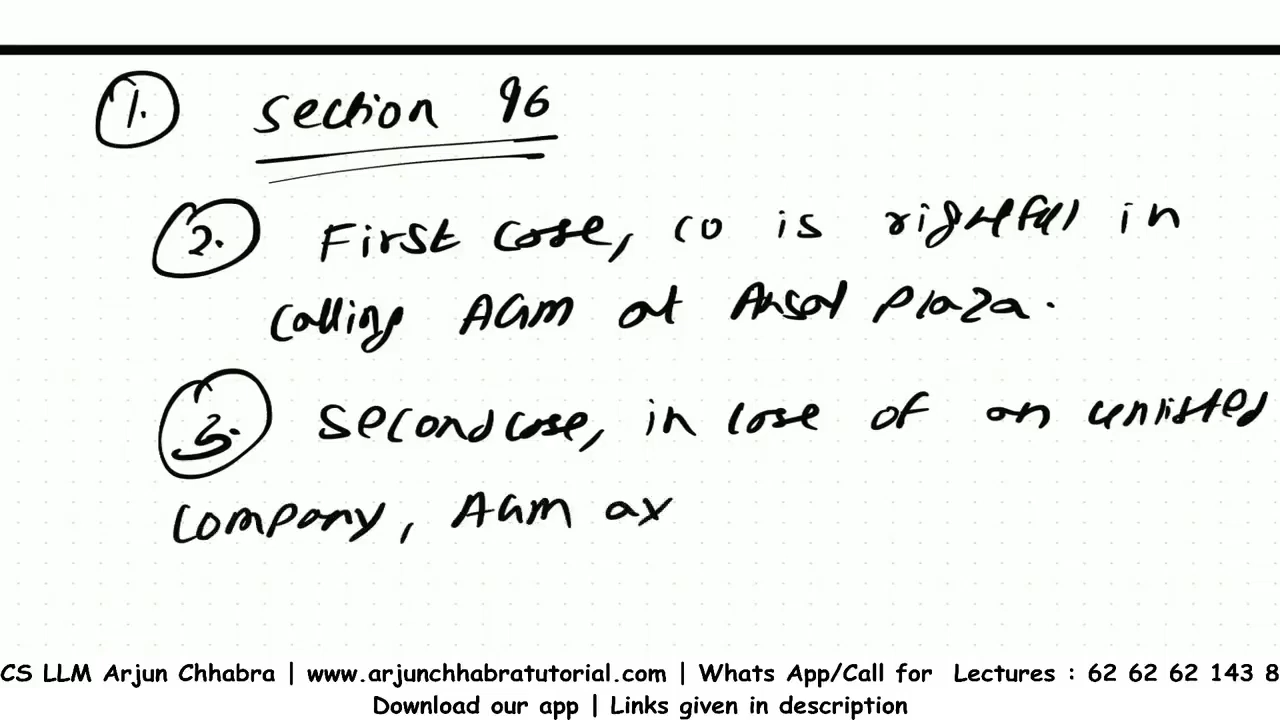 1. Section 96
2. First case, co is rightful in
calling AGM at Ansal Plaza.
3. Second case, in case of an unlisted
company, AGM
CS LLM Arjun Chhabra | www.arjunchhabratutorial.com | Whats App/Call for Lectures : 62 62 62 143 8
Download our app | Links given in description